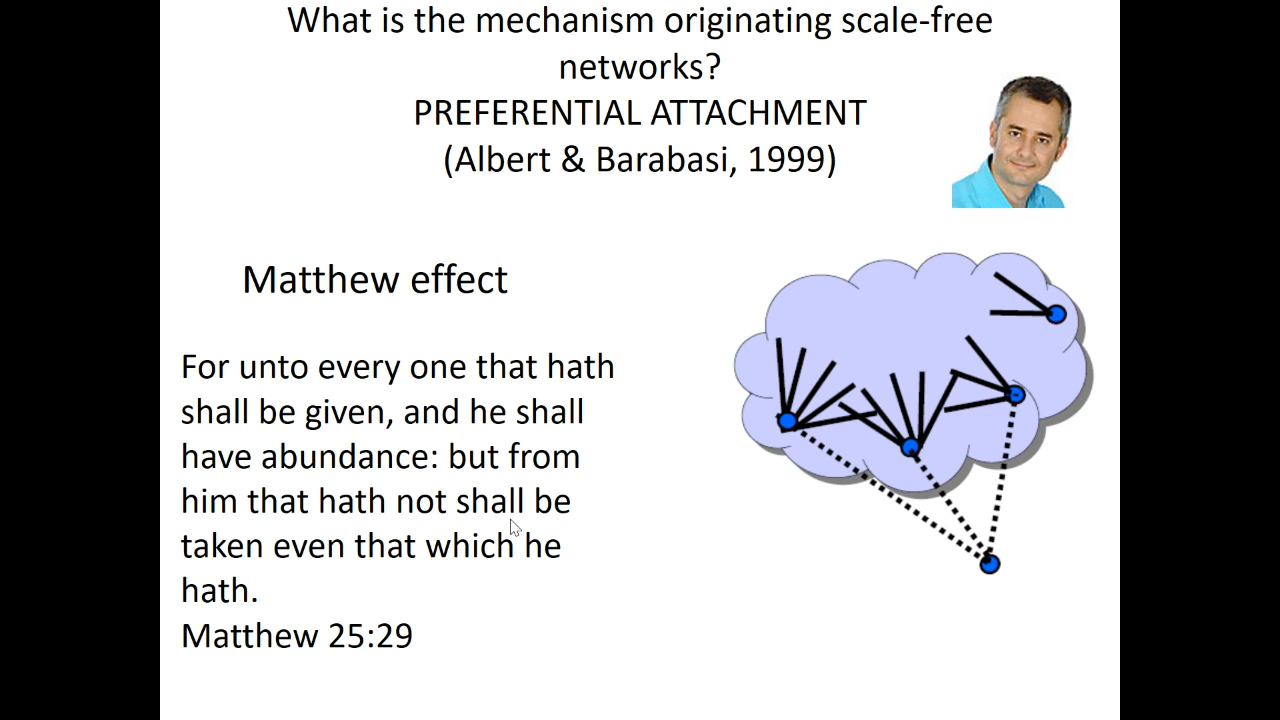 What is the mechanism originating scale-free
networks?
PREFERENTIAL ATTACHMENT
(Albert & Barabasi, 1999)
Matthew effect
For unto every one that hath
shall be given, and he shall
have abundance: but from
him that hath not shall be
taken even that which he
hath.
Matthew 25:29